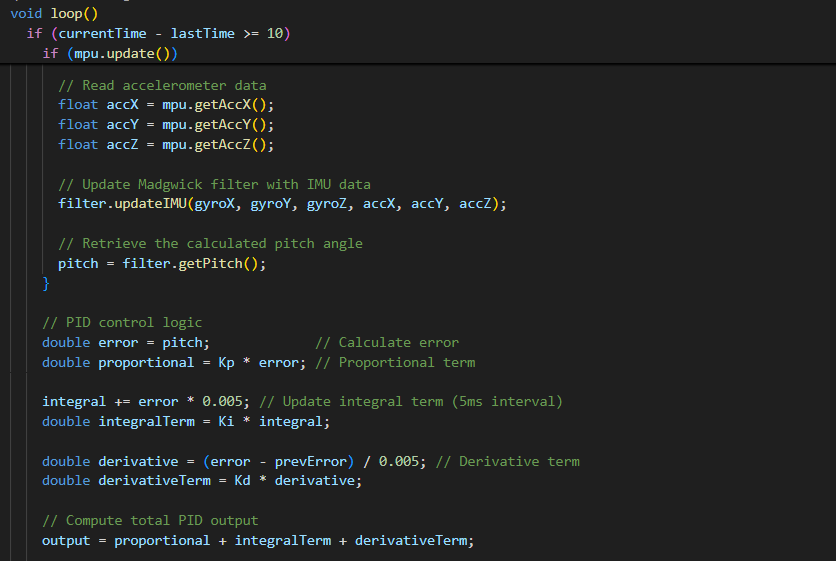 void loop()
if (currentTime - lastTime >= 10)
if (mpu.update())
// Read accelerometer data
float accX = mpu.getAccX();
float accY = mpu.getAccY();
float accZ = mpu.getAccZ();
// Update Madgwick filter with IMU data
filter.updateIMU(gyroX, gyroY, gyroZ, accX, accY, accZ);
// Retrieve the calculated pitch angle
pitch = filter.getPitch();
}
// PID control logic
double error = pitch; // Calculate error
double proportional = Kp * error; // Proportional term
integral += error * 0.005; // Update integral term (5ms interval)
double integralTerm = Ki * integral;
double derivative = (error - prevError) / 0.005; // Derivative term
double derivativeTerm = Kd * derivative;
// Compute total PID output
output = proportional + integralTerm + derivativeTerm;